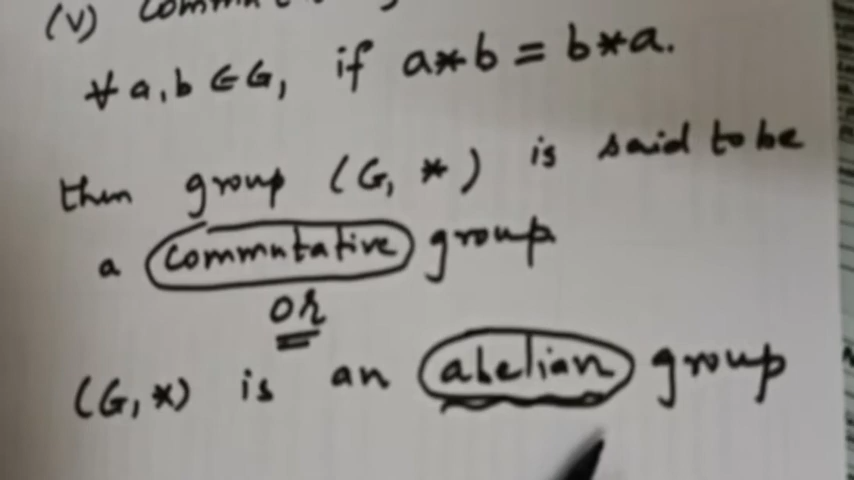 (V)
∀ a, b ∈ G, if a*b = b*a.
then group (G, *) is said to be
a commutative group
or
(G, *) is an abelian group